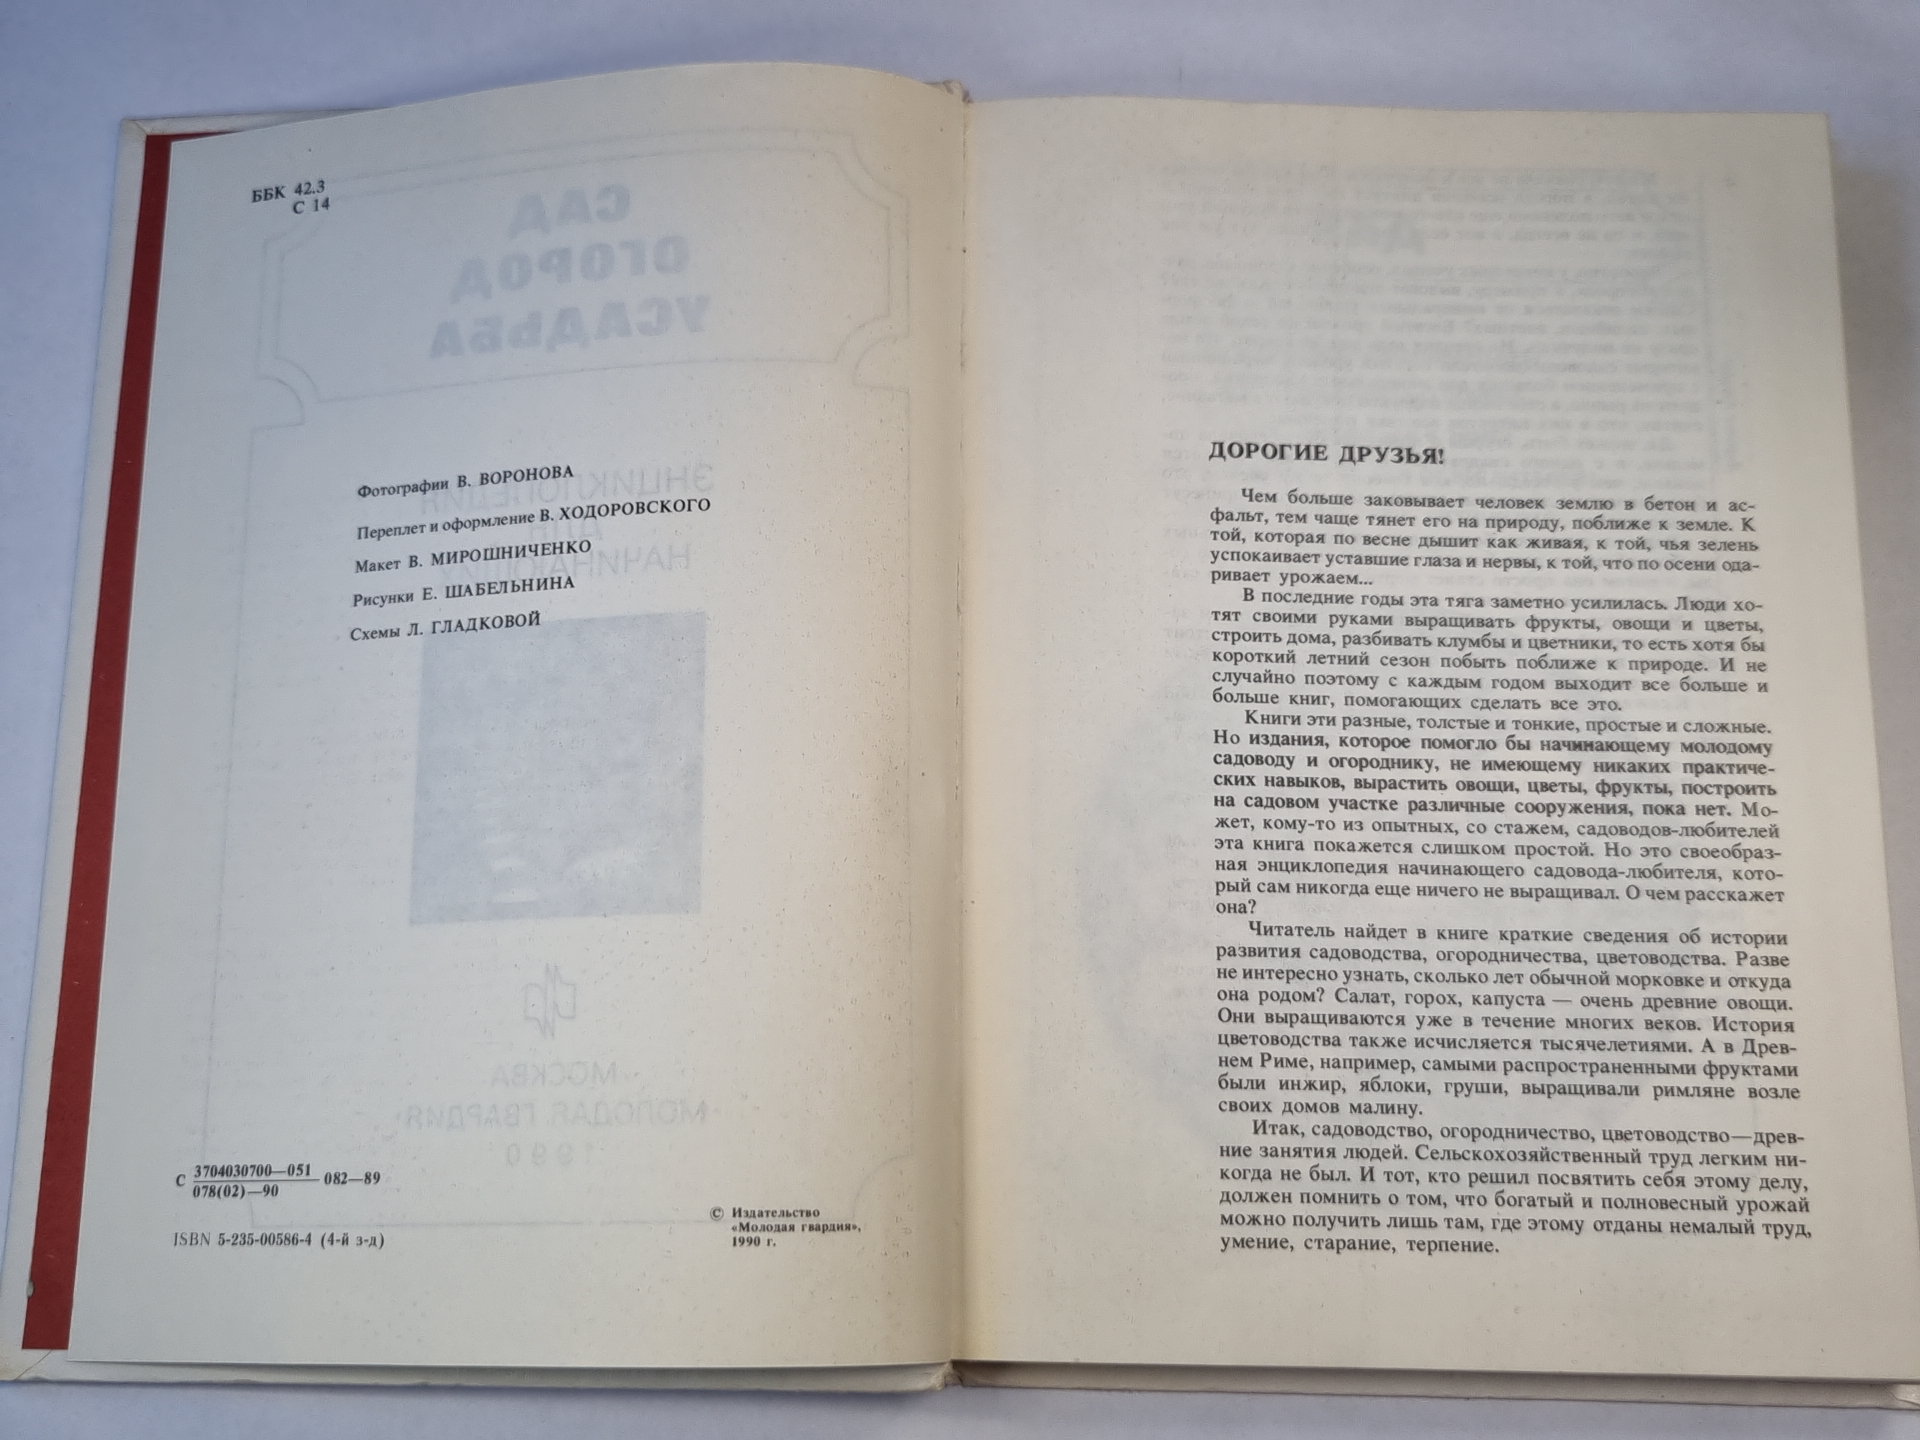 ББК 42.3
С 14
Фотографии В. ВОРОНОВА
Переплет и оформление В. ХОДОРОВСКОГО
Макет В. МИРОШНИЧЕНКО
Рисунки Е. ШАБЕЛЬНИНА
Схемы Л. ГЛАДКОВОЙ
С 3704030700—051
078(02)—90
082—89
ISBN 5-235-00586-4 (4-й з-д)
© Издательство
«Молодая гвардия»,
1990 г.
САД
ОГОРОД
УСАДЬБА
ЭНЦИКЛОПЕДИЯ
ДЛЯ
МОСКВА
МОЛОДАЯ ГВАРДИЯ
1990
ДОРОГИЕ ДРУЗЬЯ!
Чем больше заковывает человек землю в бетон и ас-
фальт, тем чаще тянет его на природу, поближе к земле. К
той, которая по весне дышит как живая, к той, чья зелень
успокаивает уставшие глаза и нервы, к той, что по осени ода-
ривает урожаем...
В последние годы эта тяга заметно усилилась. Люди хо-
тят своими руками выращивать фрукты, овощи и цветы,
строить дома, разбивать клумбы и цветники, то есть хотя бы
короткий летний сезон побыть поближе к природе. И не
случайно поэтому с каждым годом выходит все больше и
больше книг, помогающих сделать все это.
Книги эти разные, толстые и тонкие, простые и сложные.
Но издания, которое помогло бы начинающему молодому
садоводу и огороднику, не имеющему никаких практиче-
ских навыков, вырастить овощи, цветы, фрукты, построить
на садовом участке различные сооружения, пока нет. Мо-
жет, кому-то из опытных, со стажем, садоводов-любителей
эта книга покажется слишком простой. Но это своеобраз-
ная энциклопедия начинающего садовода-любителя, кото-
рый сам никогда еще ничего не выращивал. О чем расскажет
она?
Читатель найдет в книге краткие сведения об истории
развития садоводства, огородничества, цветоводства. Разве
не интересно узнать, сколько лет обычной морковке и откуда
она родом? Салат, горох, капуста — очень древние овощи.
Они выращиваются уже в течение многих веков. История
цветоводства также исчисляется тысячелетиями. А в Древ-
нем Риме, например, самыми распространенными фруктами
были инжир, яблоки, груши, выращивали римляне возле
своих домов малину.
Итак, садоводство, огородничество, цветоводство—древ-
ние занятия людей. Сельскохозяйственный труд легким ни-
когда не был. И тот, кто решил посвятить себя этому делу,
должен помнить о том, что богатый и полновесный урожай
можно получить лишь там, где этому отданы немалый труд,
умение, старание, терпение.